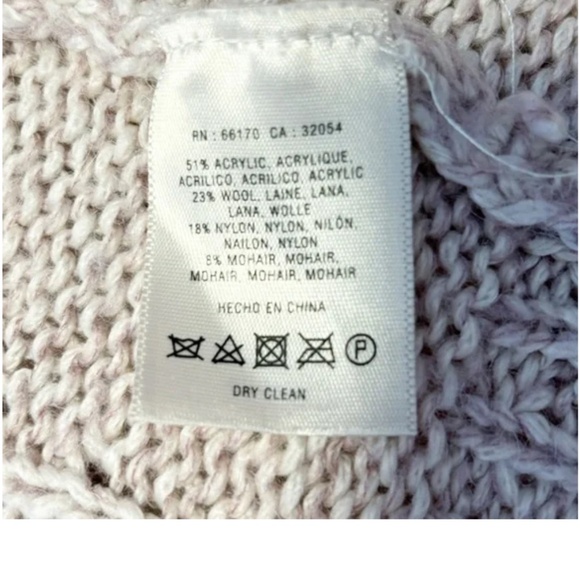 RN : 66170 CA : 32054
51% ACRYLIC, ACRYLIQUE,
ACRILICO, ACRILICO, ACRYLIC
23% WOOL, LAINE, LANA,
LANA, WOLLE
18% NYLON, NYLON, NILÓN,
NAILON, NYLON
8% MOHAIR, MOHAIR,
MOHAIR, MOHAIR, MOHAIR
HECHO EN CHINA
P
DRY CLEAN